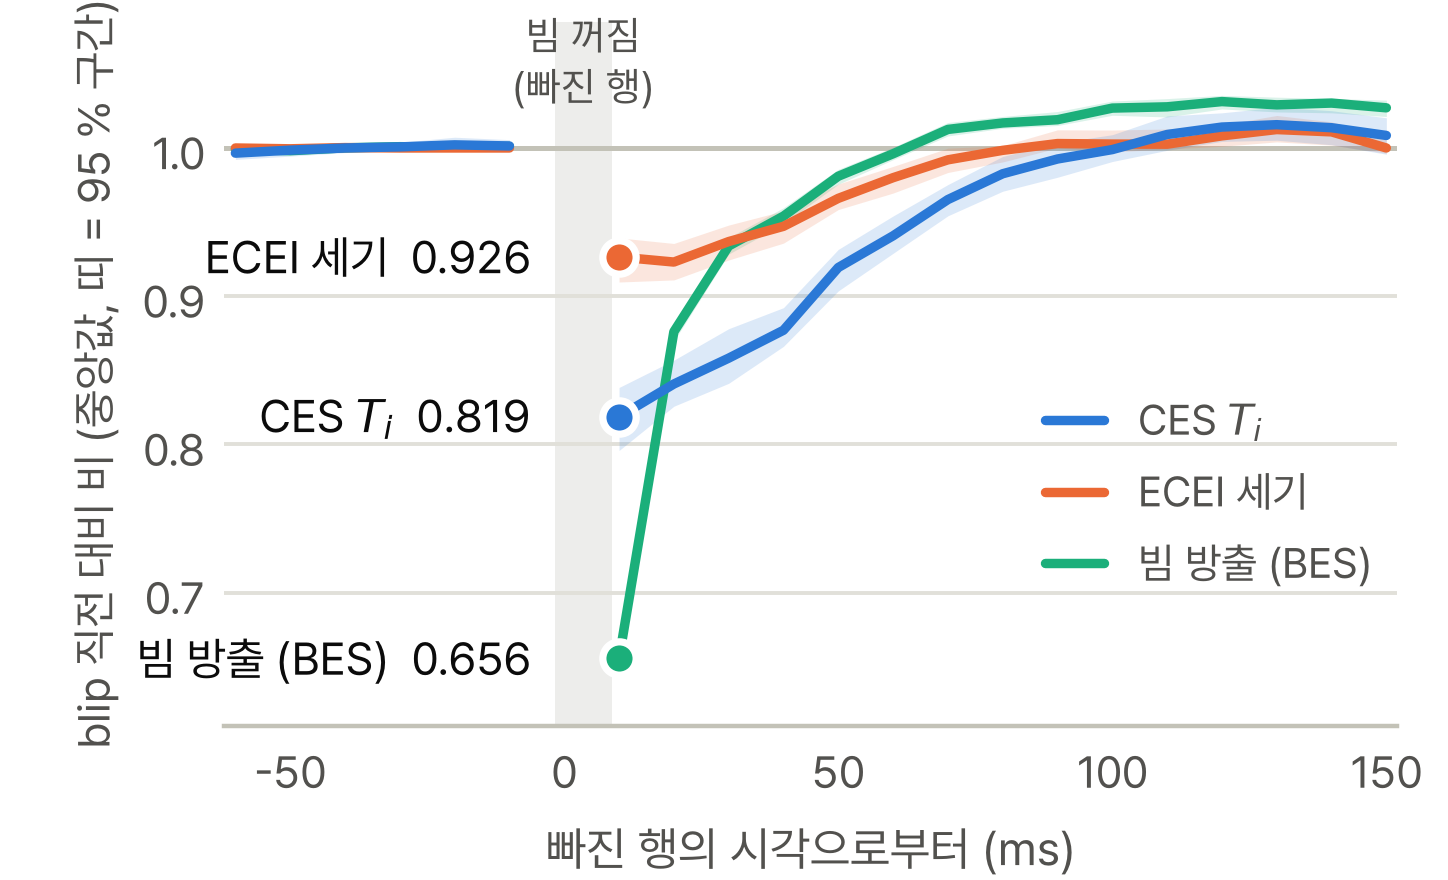 빔 꺼짐
(빠진 행)
blip 직전 대비 비 (중앙값, 띠 = 95 % 구간)
1.0
0.9
0.8
0.7
ECEI 세기 0.926
CES Ti 0.819
빔 방출 (BES) 0.656
CES Ti
ECEI 세기
빔 방출 (BES)
-50 0 50 100 150
빠진 행의 시각으로부터 (ms)